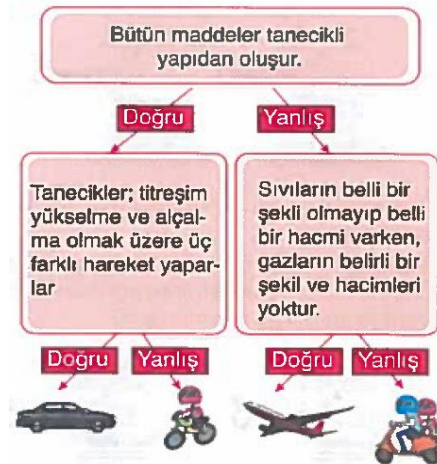 Bütün maddeler tanecikli
yapıdan oluşur.
Doğru
Yanlış
Tanecikler; titreşim
yükselme ve alçal-
ma olmak üzere üç
farklı hareket yapar-
lar
Sıvıların belli bir
şekli olmayıp belli
bir hacmi varken,
gazların belirli bir
şekil ve hacimleri
yoktur.
Doğru
Yanlış
Doğru
Yanlış